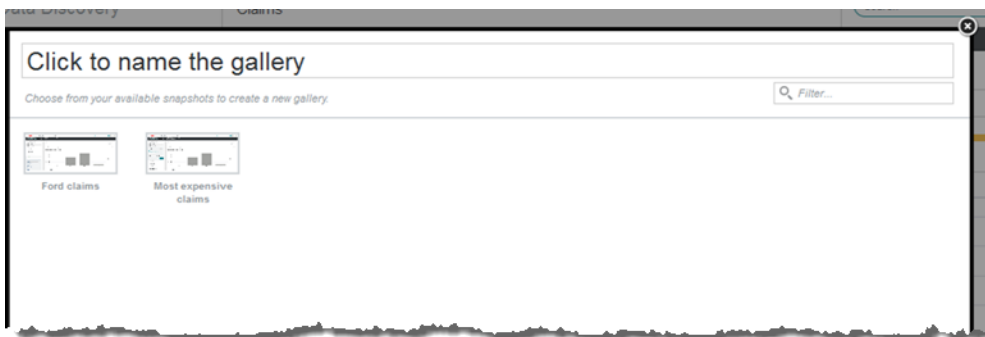 Data Discovery
Claims
Click to name the gallery
Choose from your available snapshots to create a new gallery.
Filter...
Ford claims
Most expensive
claims